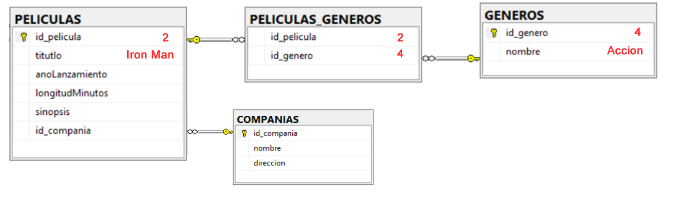 PELICULAS
id_pelicula 2
titutlo Iron Man
anoLanzamiento
longitudMinutos
sinopsis
id_compania
PELICULAS_GENEROS
id_pelicula 2
id_genero 4
GENEROS
id_genero 4
nombre Accion
COMPANIAS
id_compania
nombre
direccion